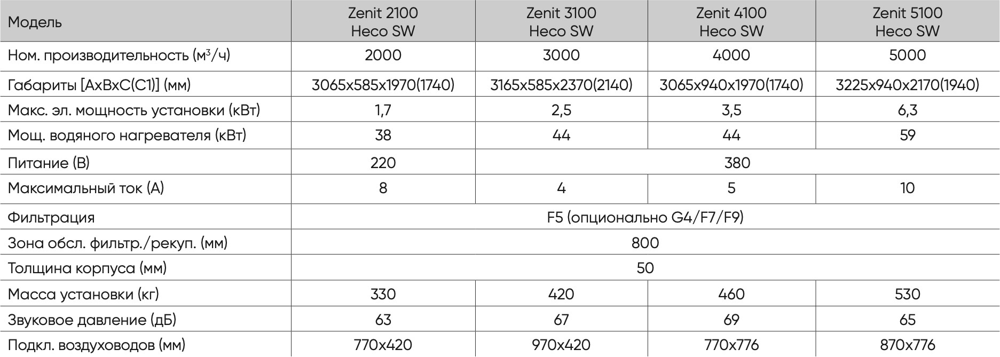 Модель Zenit 2100 Heco SW Zenit 3100 Heco SW Zenit 4100 Heco SW Zenit 5100 Heco SW
Ном. производительность (м³/ч) 2000 3000 4000 5000
Габариты [AxBxC(C1)] (мм) 3065x585x1970(1740) 3165x585x2370(2140) 3065x940x1970(1740) 3225x940x2170(1940)
Макс. эл. мощность установки (кВт) 1,7 2,5 3,5 6,3
Мощ. водяного нагревателя (кВт) 38 44 44 59
Питание (В) 220 380
Максимальный ток (А) 8 4 5 10
Фильтрация F5 (опционально G4/F7/F9)
Зона обсл. фильтр./рекуп. (мм) 800
Толщина корпуса (мм) 50
Масса установки (кг) 330 420 460 530
Звуковое давление (дБ) 63 67 69 65
Подкл. воздуховодов (мм) 770x420 970x420 770x776 870x776